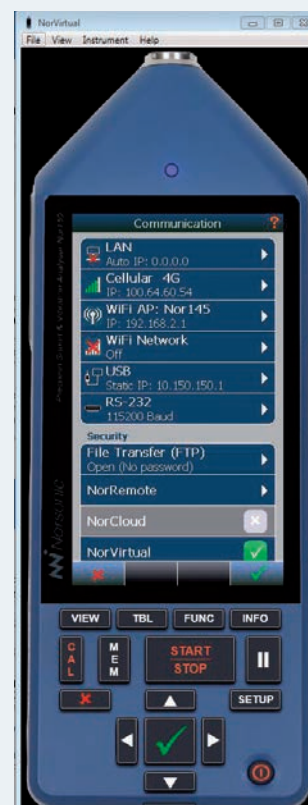 NorVirtual
File View Instrument Help
Communication ?
LAN
Auto IP: 0.0.0.0
Cellular 4G
IP: 100.64.60.54
WiFi AP: Nor145
IP: 192.168.2.1
WiFi Network
Off
USB
Static IP: 10.150.150.1
RS-232
115200 Baud
Security
File Transfer (FTP)
Open (No password)
NorRemote
NorCloud
NorVirtual
Norsonic
VIEW TBL FUNC INFO
CAL MEM START STOP
SETUP